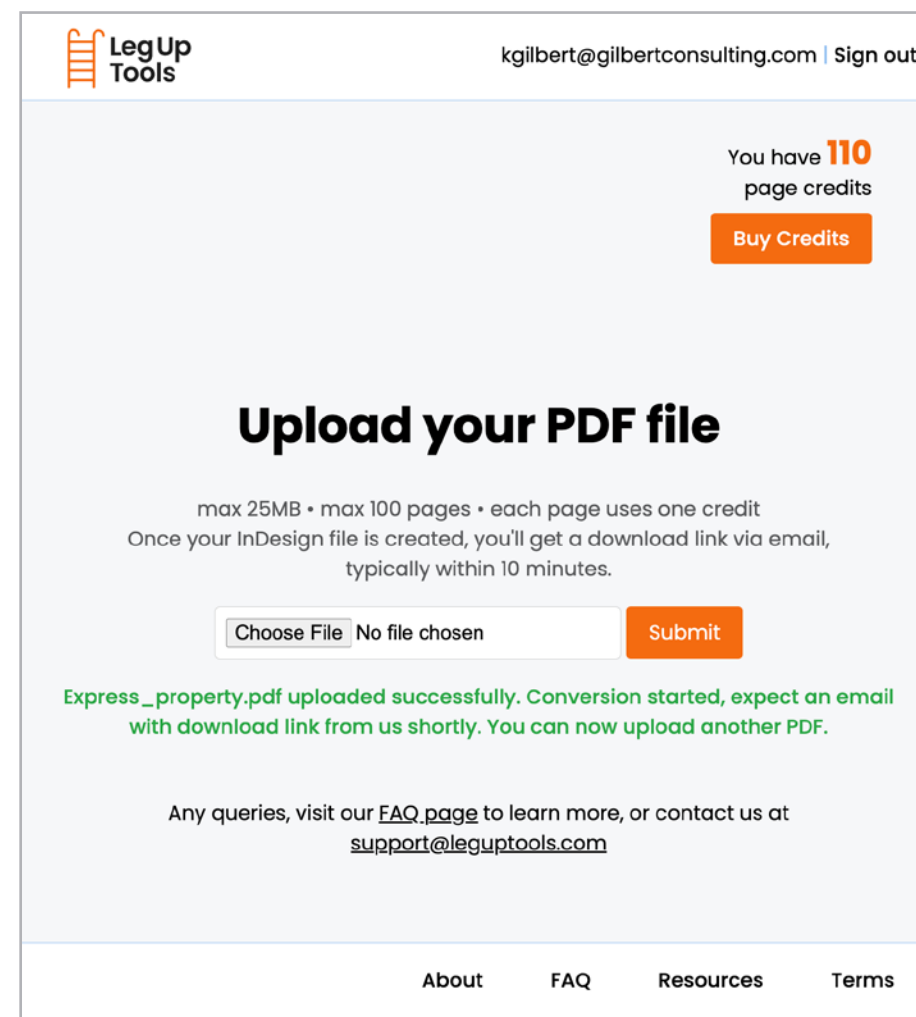 LegUp
Tools
kgilbert@gilbertconsulting.com | Sign out
You have 110
page credits
Buy Credits
Upload your PDF file
max 25MB • max 100 pages • each page uses one credit
Once your InDesign file is created, you'll get a download link via email,
typically within 10 minutes.
Choose File No file chosen
Submit
Express_property.pdf uploaded successfully. Conversion started, expect an email
with download link from us shortly. You can now upload another PDF.
Any queries, visit our FAQ page to learn more, or contact us at
support@leguptools.com
About FAQ Resources Terms